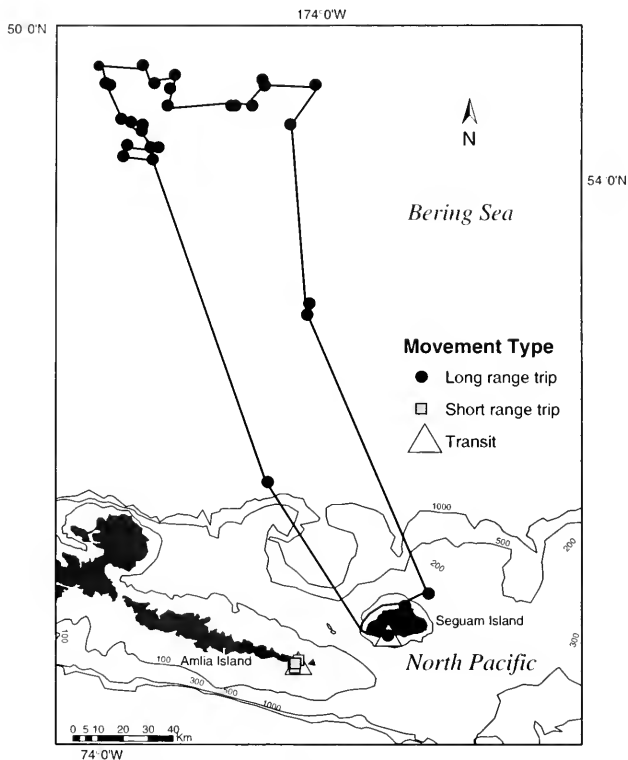 174°0'W
50 0'N
N
54 0'N
Bering Sea
Movement Type
Long range trip
Short range trip
Transit
1000
500
200
200
Seguam Island
300
100
North Pacific
Amlia Island
100
300
500
1000
0 5 10 20 30 40
Km
74°0'W